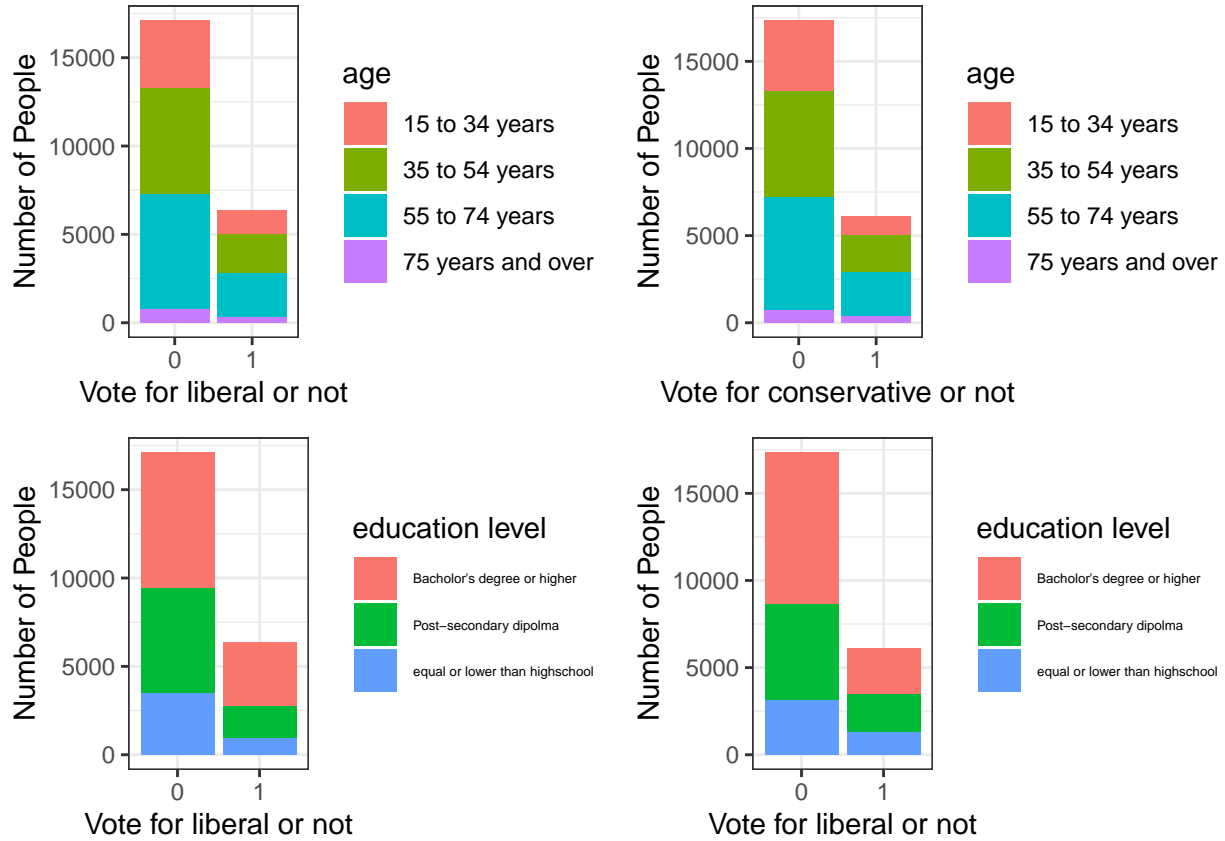 Number of People
15000
10000
5000
0
0 1
Vote for liberal or not
age
15 to 34 years
35 to 54 years
55 to 74 years
75 years and over
Number of People
15000
10000
5000
0
0 1
Vote for conservative or not
age
15 to 34 years
35 to 54 years
55 to 74 years
75 years and over
Number of People
15000
10000
5000
0
0 1
Vote for liberal or not
education level
Bacholor's degree or higher
Post−secondary dipolma
equal or lower than highschool
Number of People
15000
10000
5000
0
0 1
Vote for liberal or not
education level
Bacholor's degree or higher
Post−secondary dipolma
equal or lower than highschool